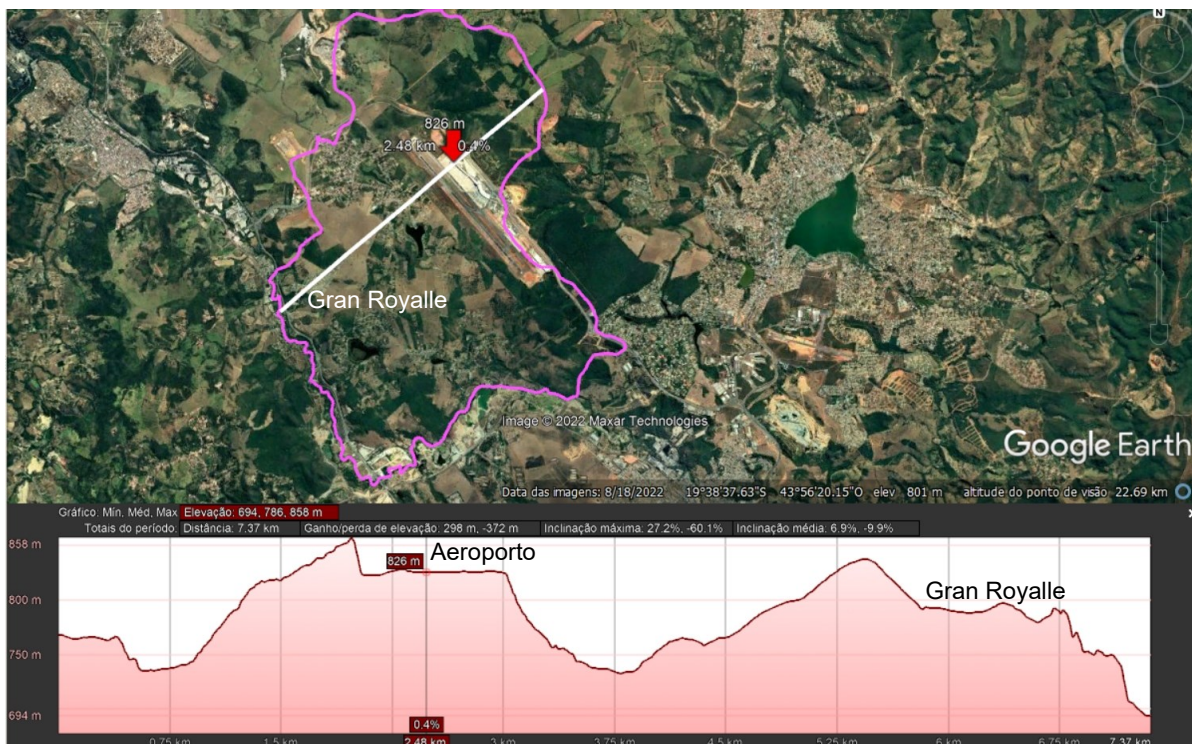 N
826 m
2.48 km 0.4%
Gran Royalle
Image © 2022 Maxar Technologies
Google Earth
Data das imagens: 8/18/2022 19°38'37.63"S 43°56'20.15"O elev 801 m altitude do ponto de visão 22.69 km
Gráfico: Mín, Méd, Max Elevação: 694, 786, 858 m
Totais do período Distância: 7.37 km Ganho/perda de elevação: 298 m, -372 m Inclinação máxima: 27.2%, -60.1% Inclinação média: 6.9%, -9.9%
858 m
826 m Aeroporto
800 m
Gran Royalle
750 m
694 m
0.4%
0.75 km 1.5 km 2.48 km 3 km 3.75 km 4.5 km 5.25 km 6 km 6.75 km 7.37 km